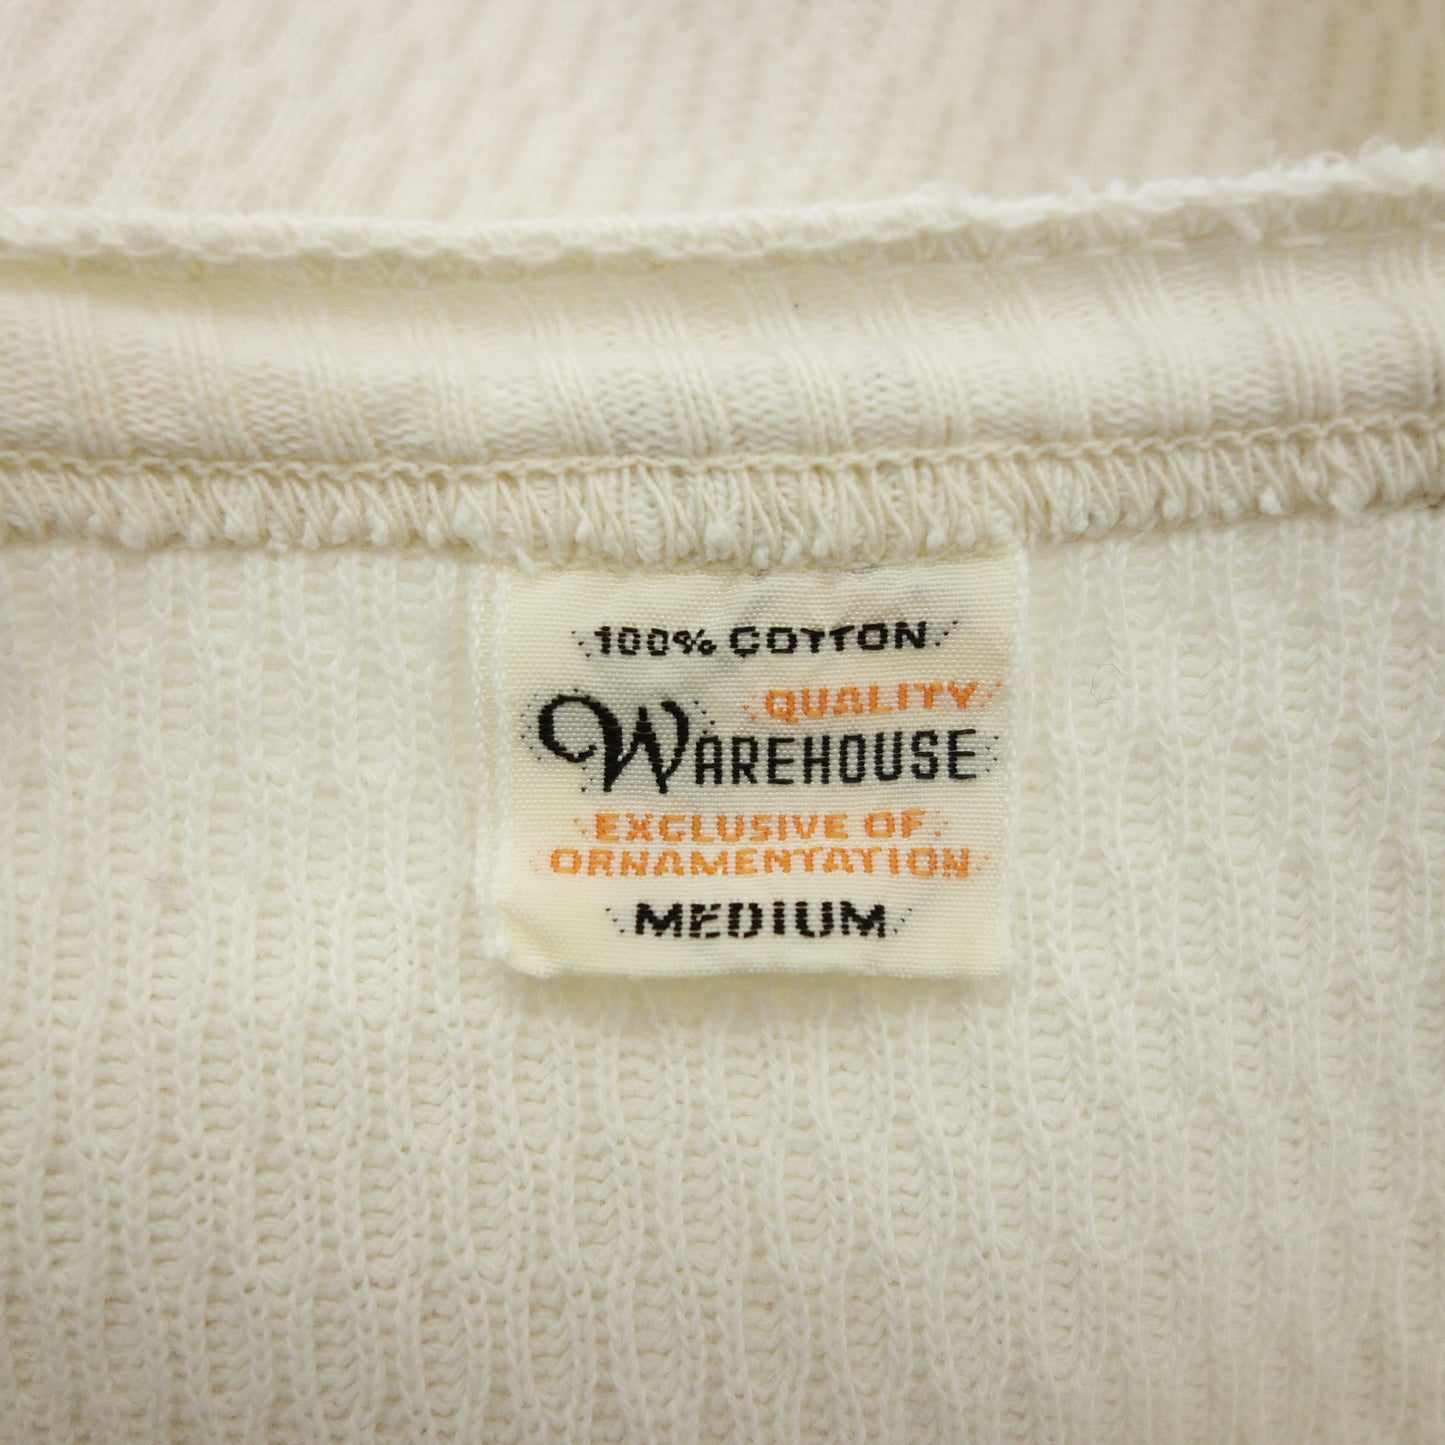 100% COTTON
QUALITY
WAREHOUSE
EXCLUSIVE OF
ORNAMENTATION
MEDIUM